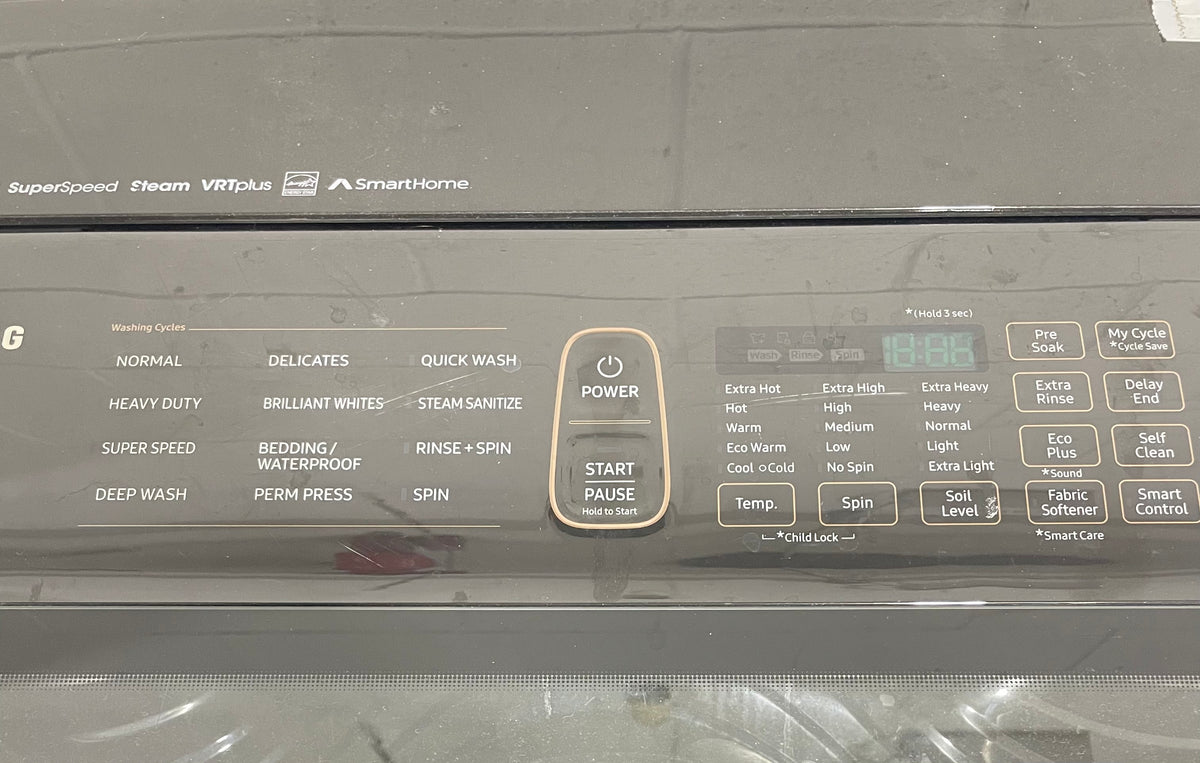 SuperSpeed Steam VRTplus ENERGY STAR SmartHome
G
Washing Cycles
NORMAL DELICATES QUICK WASH
HEAVY DUTY BRILLIANT WHITES STEAM SANITIZE
SUPER SPEED BEDDING / WATERPROOF RINSE + SPIN
DEEP WASH PERM PRESS SPIN
POWER
START
PAUSE
Hold to Start
*(Hold 3 sec)
Wash Rinse Spin
Extra Hot Extra High Extra Heavy
Hot High Heavy
Warm Medium Normal
Eco Warm Low Light
Cool Cold No Spin Extra Light
Temp. Spin Soil Level
*Child Lock
Pre Soak
My Cycle
*Cycle Save
Extra Rinse
Delay End
Eco Plus
Self Clean
*Sound
Fabric Softener
Smart Control
*Smart Care